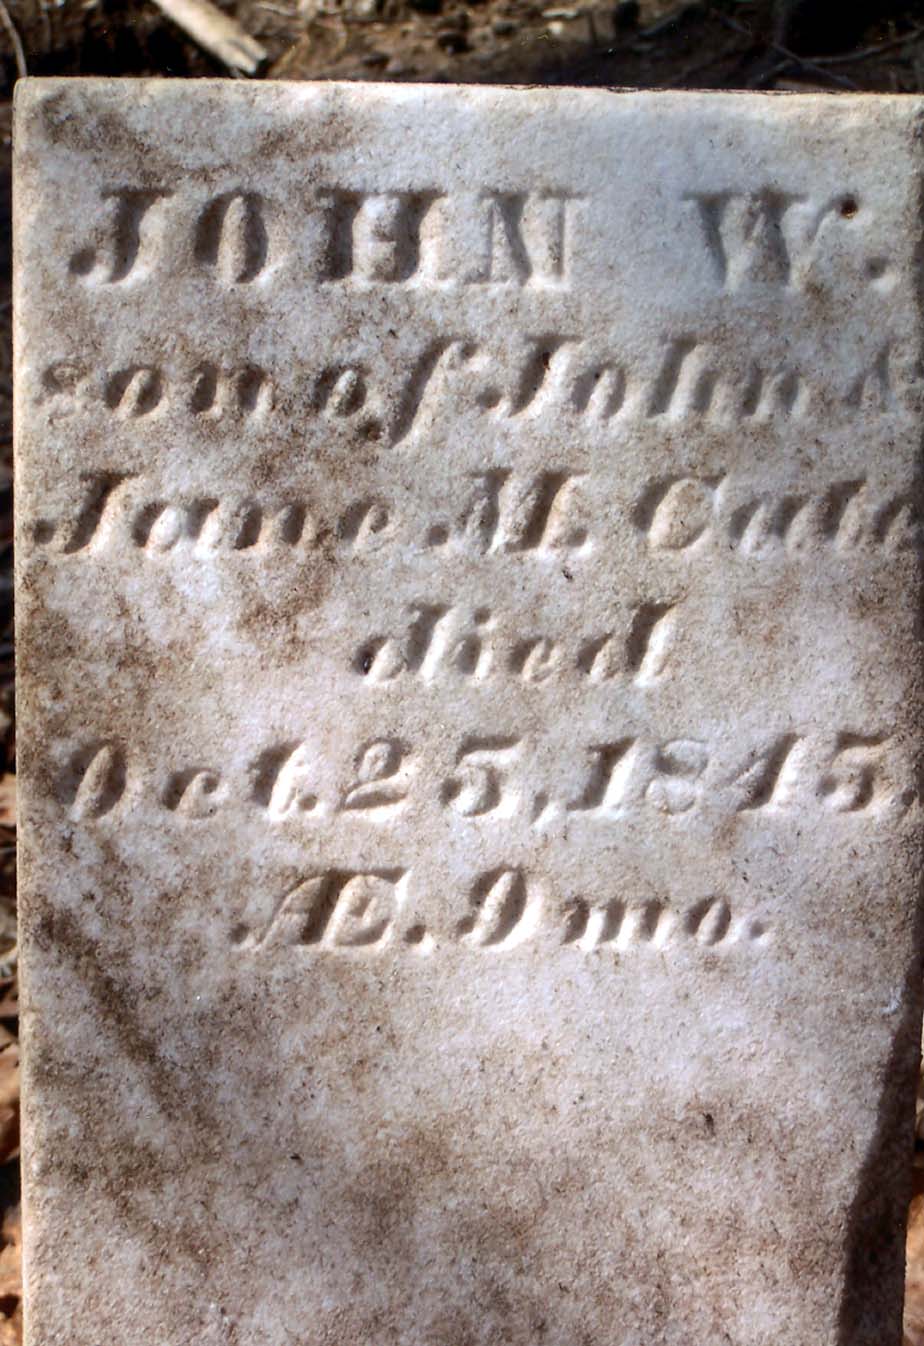 JOHN W.
son of John &
Jane M. Cate
died
Oct. 25, 1845.
Æ. 9 mo.